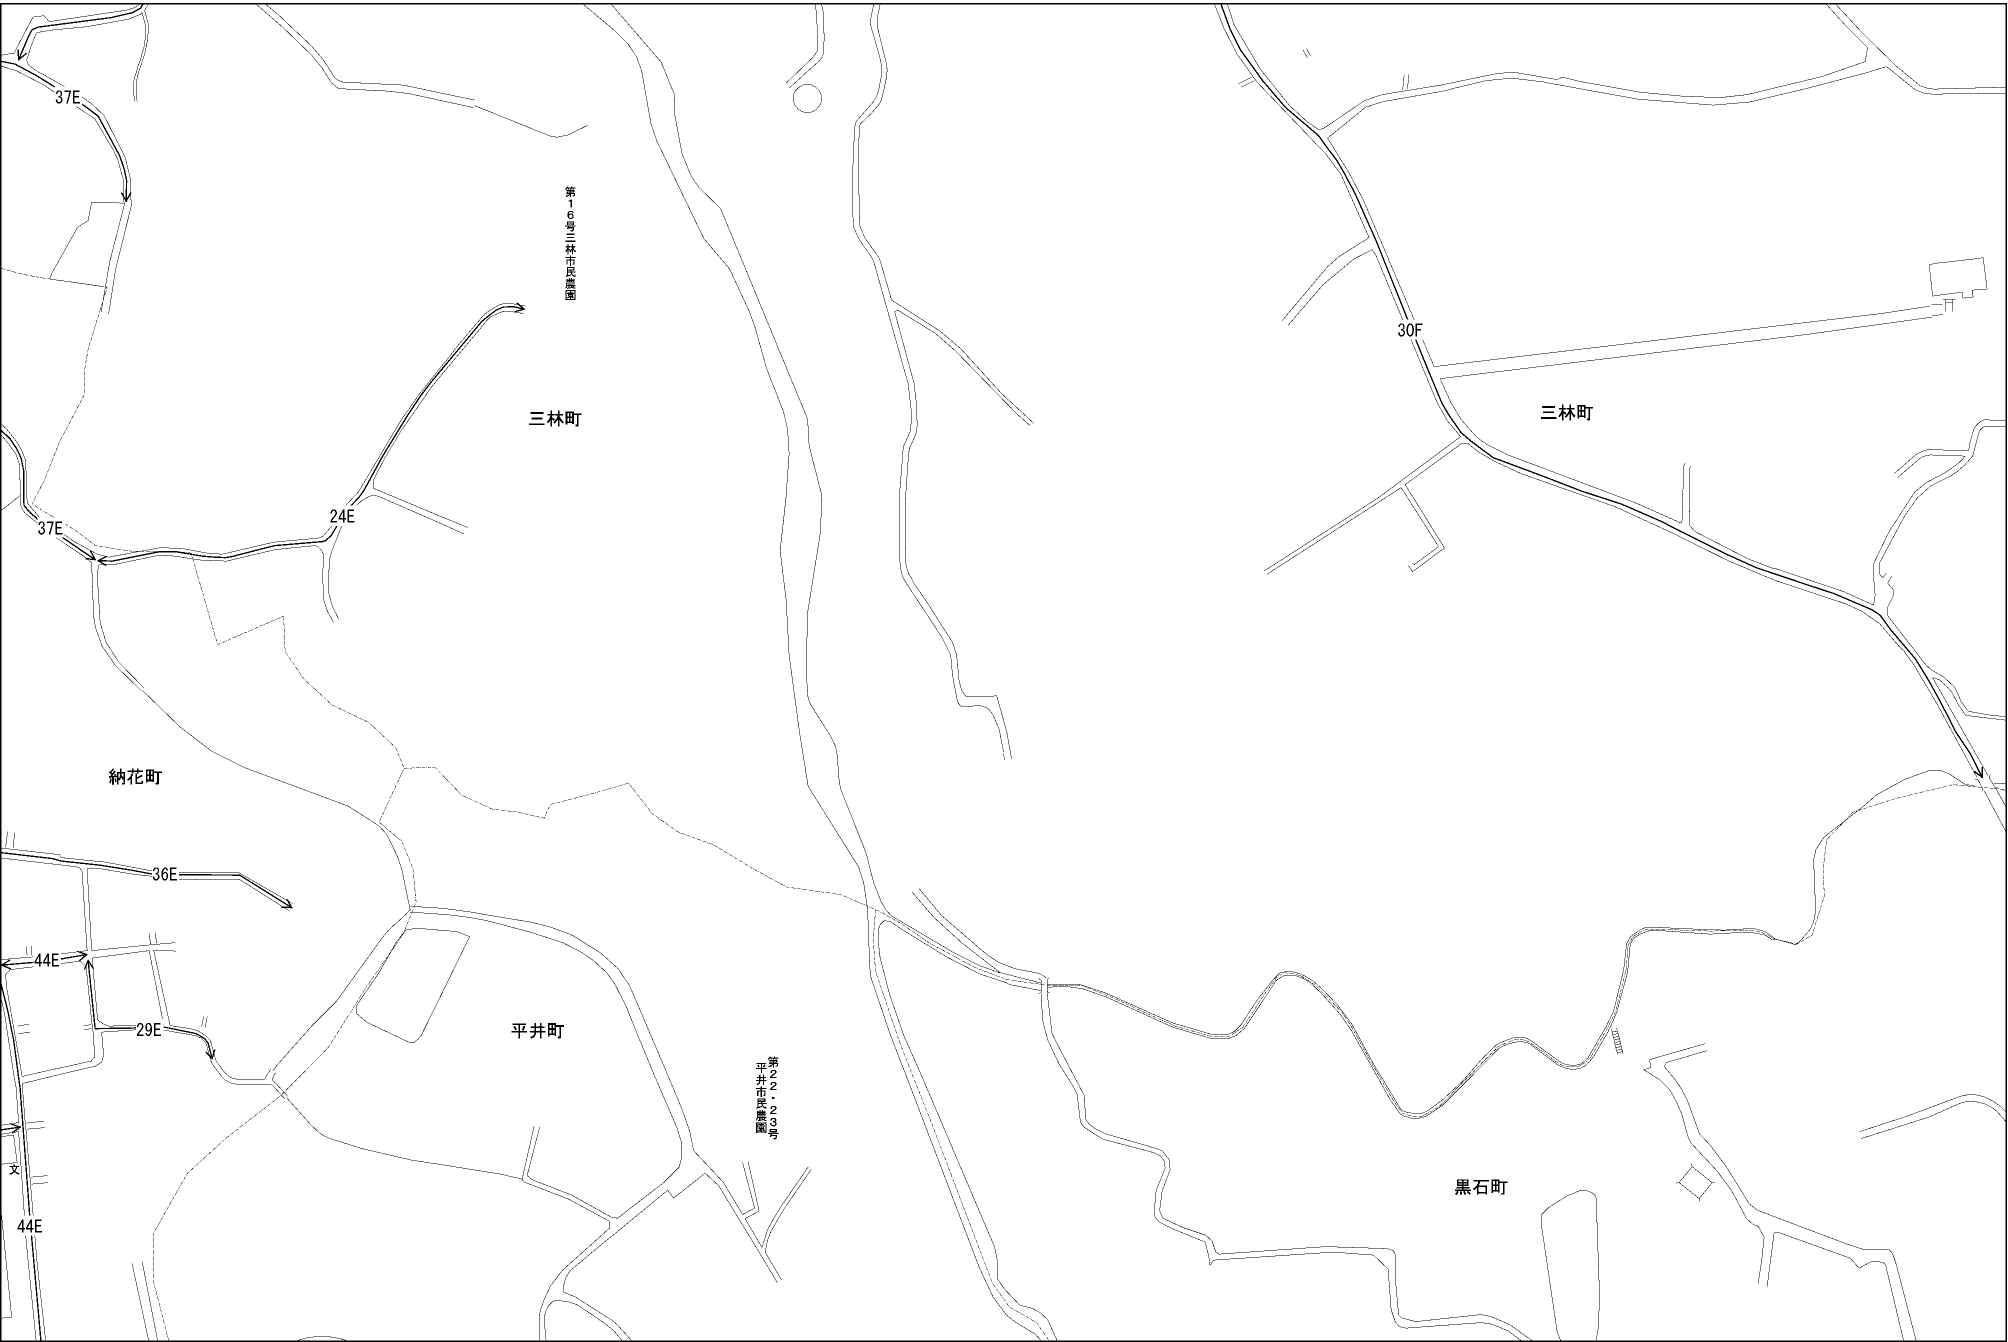 37E
第16号三林市民農園
30F
三林町
三林町
24E
37E
納花町
36E
44E
29E
平井町
第22・23号
平井市民農園
文
黒石町
44E